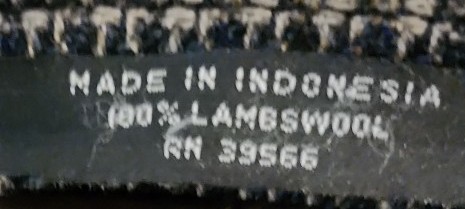 MADE IN INDONESIA
100% LAMBSWOOL
RN 39566